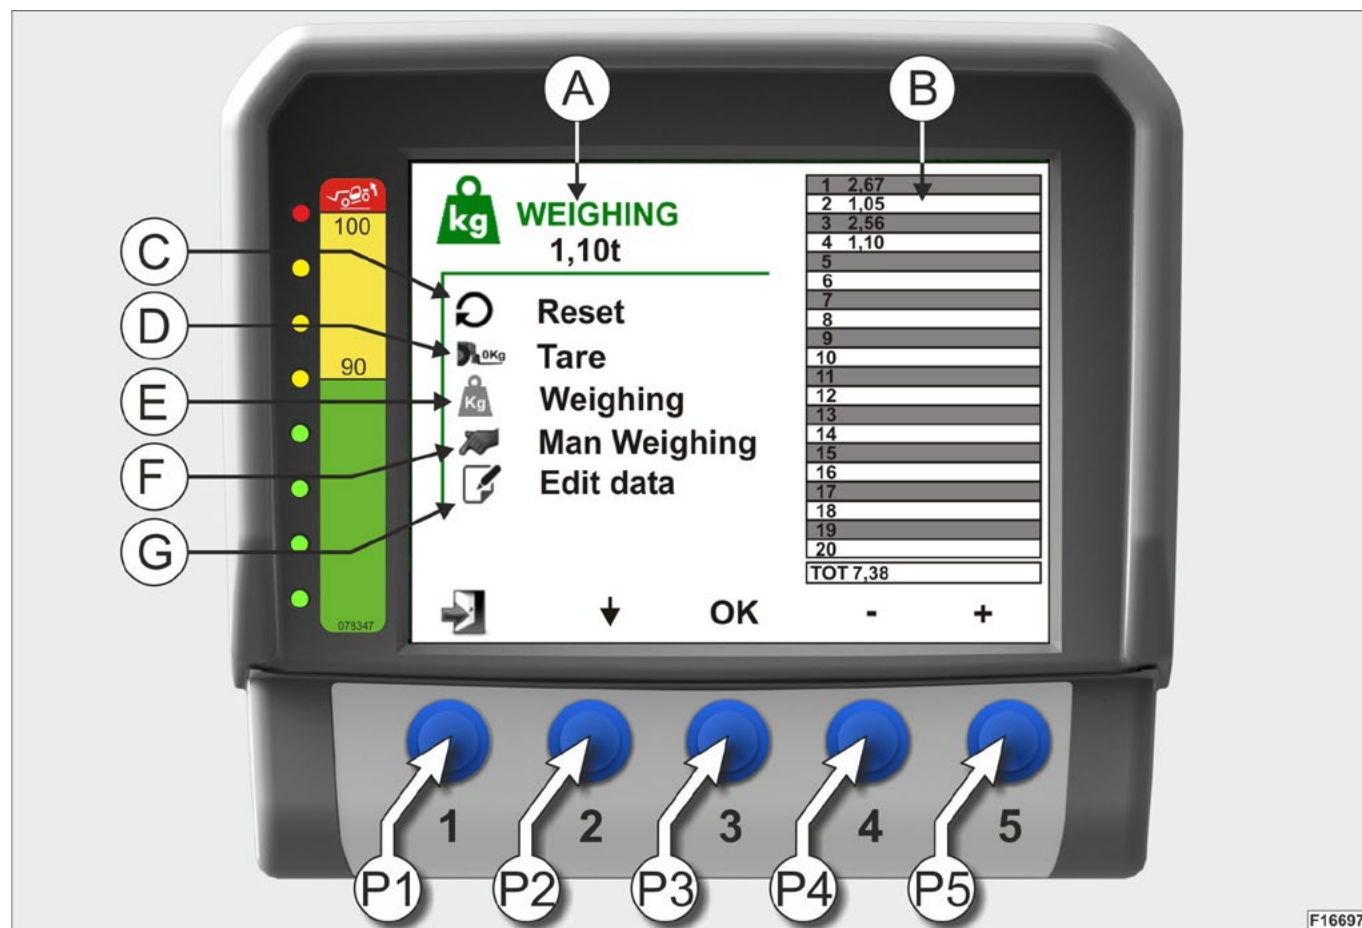 A
B
C
D
E
F
G
100
90
078347
kg
WEIGHING
1,10t
Reset
0Kg
Tare
Kg
Weighing
Man Weighing
Edit data
1 2,67
2 1,05
3 2,56
4 1,10
5
6
7
8
9
10
11
12
13
14
15
16
17
18
19
20
TOT 7,38
OK
-
+
1
2
3
4
5
P1
P2
P3
P4
P5
F16697